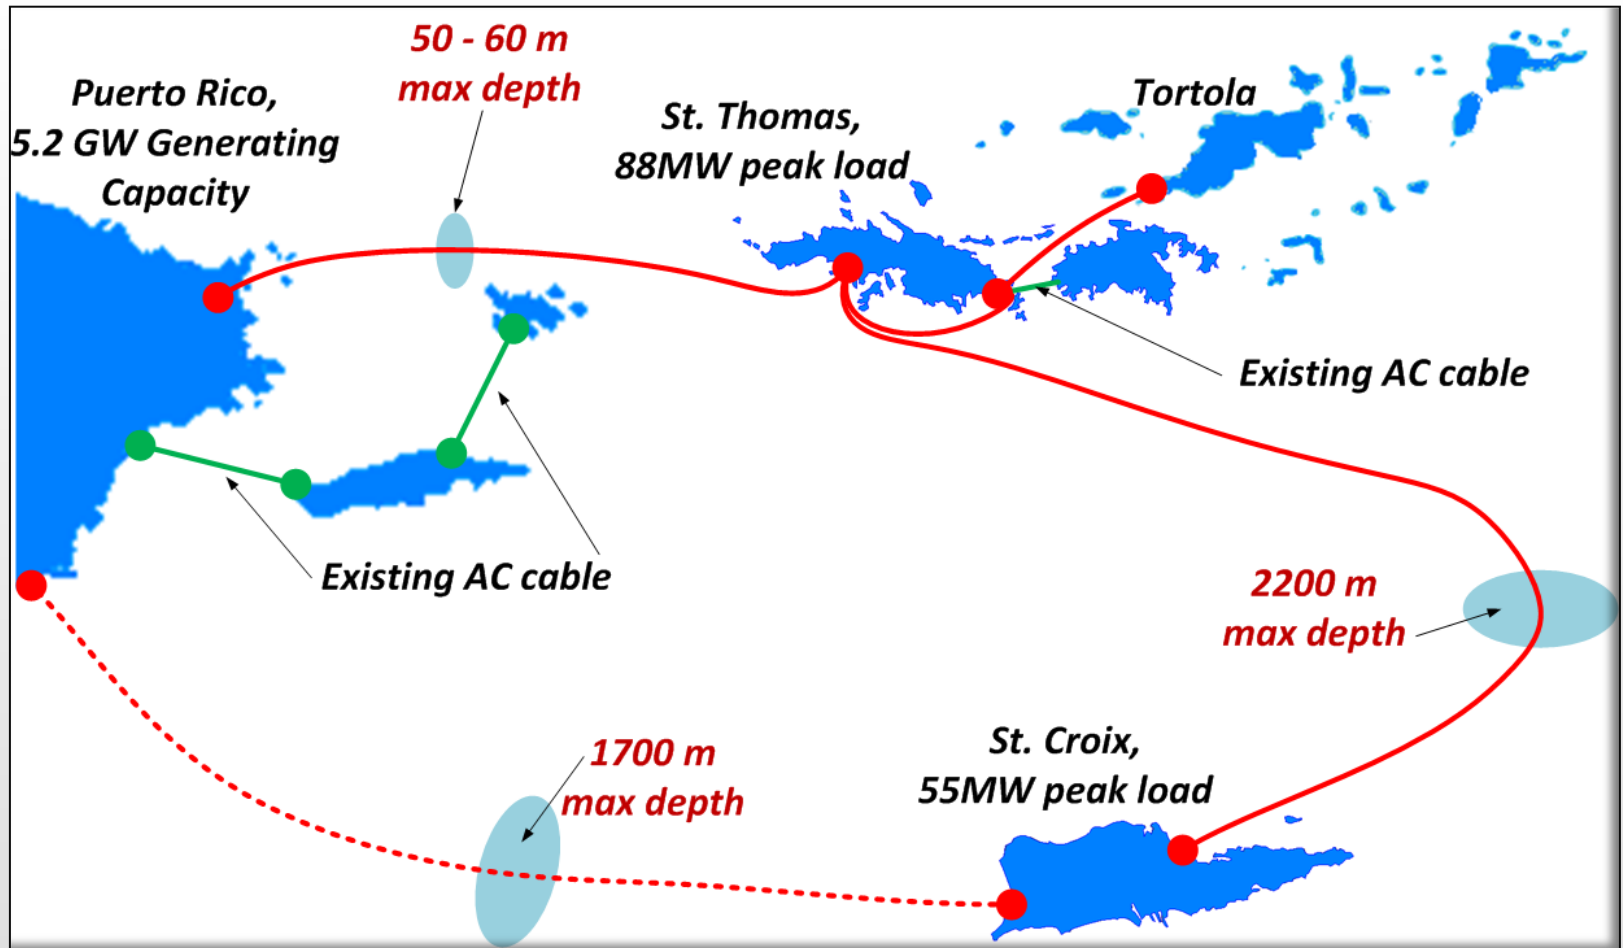 50 - 60 m
max depth
Puerto Rico,
5.2 GW Generating
Capacity
St. Thomas,
88MW peak load
Tortola
Existing AC cable
Existing AC cable
2200 m
max depth
1700 m
max depth
St. Croix,
55MW peak load